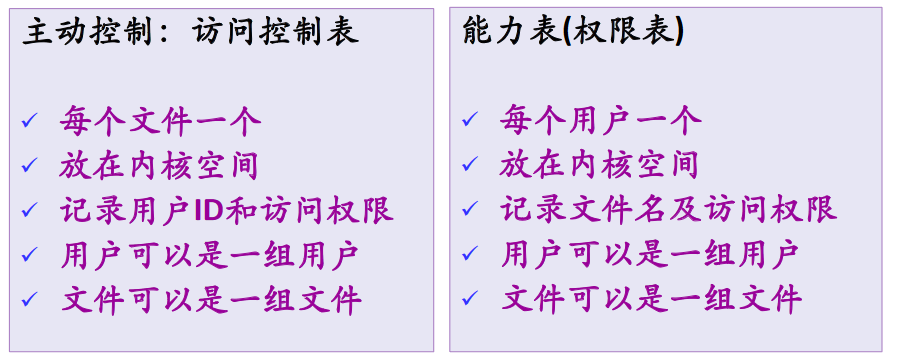 主动控制：访问控制表
✓ 每个文件一个
✓ 放在内核空间
✓ 记录用户ID和访问权限
✓ 用户可以是一组用户
✓ 文件可以是一组文件
能力表(权限表)
✓ 每个用户一个
✓ 放在内核空间
✓ 记录文件名及访问权限
✓ 用户可以是一组用户
✓ 文件可以是一组文件